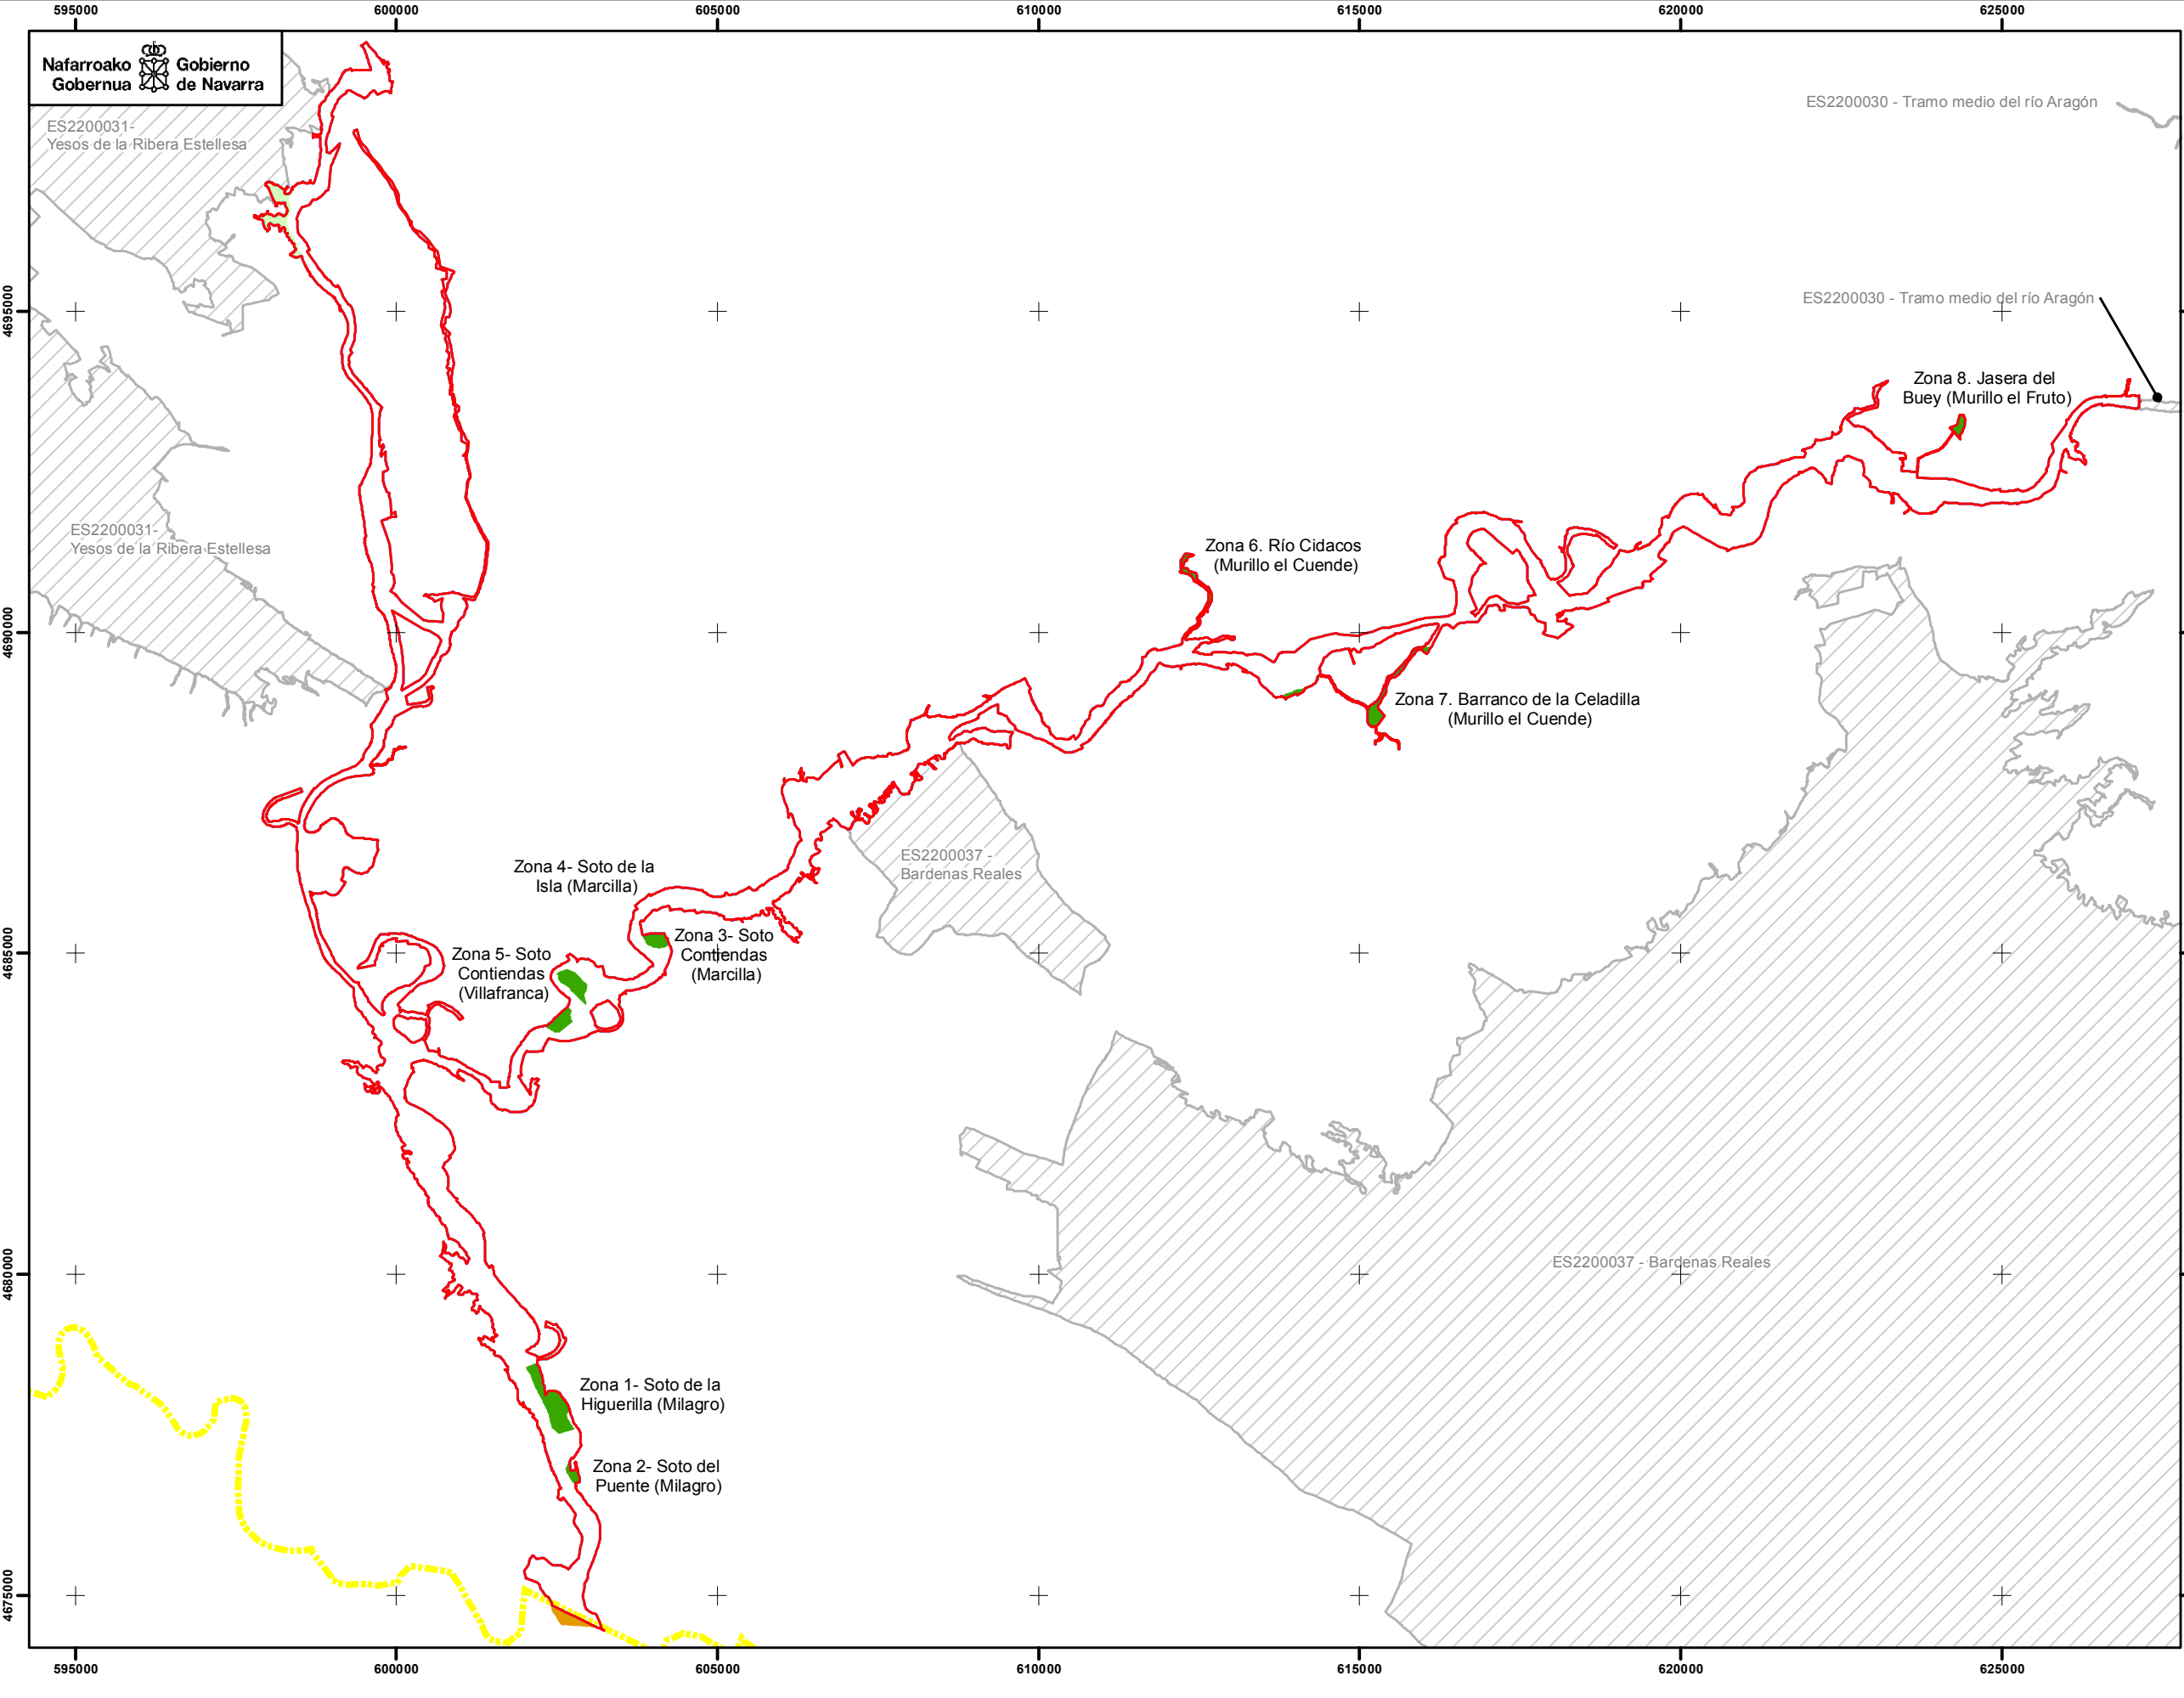 595000
600000
605000
610000
615000
620000
625000
Nafarroako
Gobernua
Gobierno
de Navarra
ES2200031-
Yesos de la Ribera Estellesa
ES2200030 - Tramo medio del río Aragón
4695000
ES2200030 - Tramo medio del río Aragón
Zona 8. Jasera del
Buey (Murillo el Fruto)
ES2200031-
Yesos de la Ribera Estellesa
Zona 6. Río Cidacos
(Murillo el Cuende)
4690000
Zona 7. Barranco de la Celadilla
(Murillo el Cuende)
ES2200037 -
Bardenas Reales
Zona 4- Soto de la
Isla (Marcilla)
Zona 3- Soto
Contiendas
(Marcilla)
Zona 5- Soto
Contiendas
(Villafranca)
4685000
ES2200037 - Bardenas Reales
4680000
Zona 1- Soto de la
Higuerilla (Milagro)
Zona 2- Soto del
Puente (Milagro)
4675000
595000
600000
605000
610000
615000
620000
625000